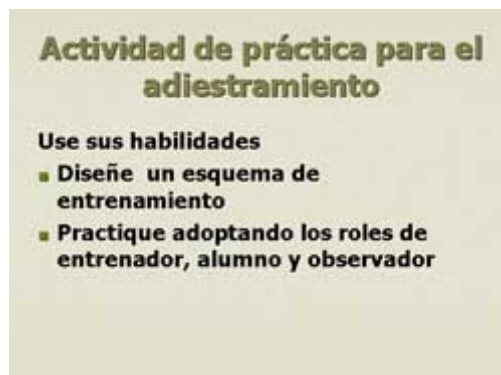 Actividad de práctica para el
adiestramiento
Use sus habilidades
Diseñe un esquema de
entrenamiento
Practique adoptando los roles de
entrenador, alumno y observador